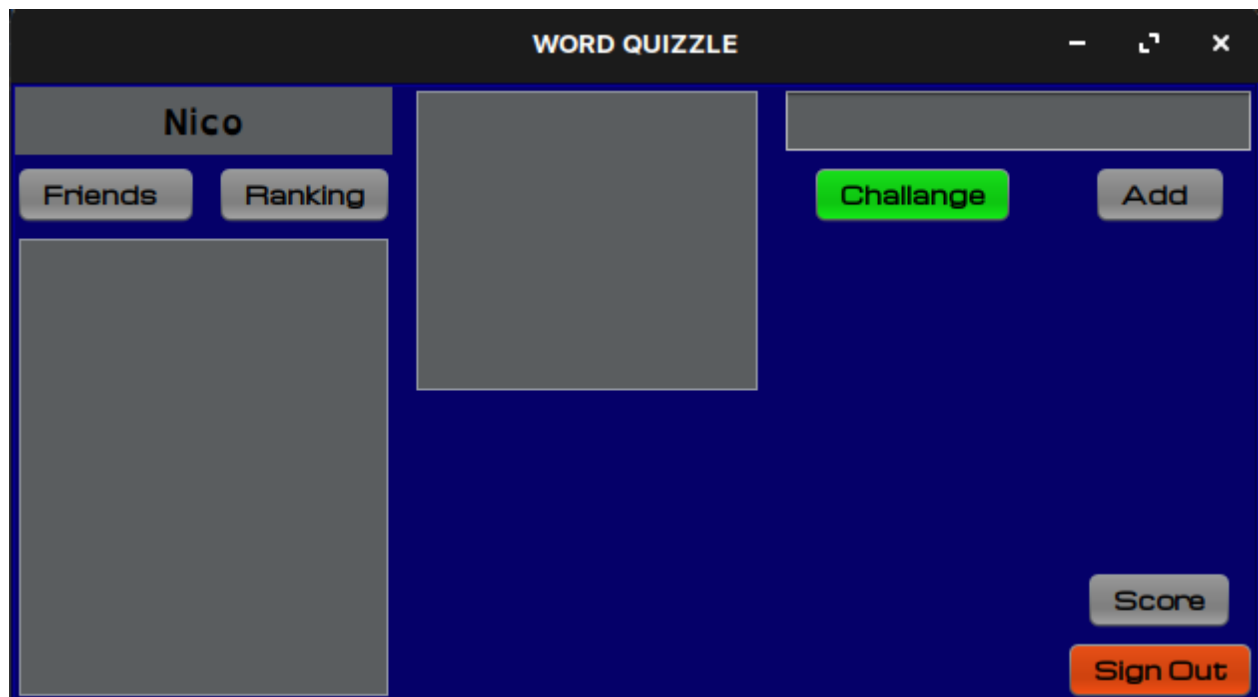 WORD QUIZZLE
Nico
Friends Ranking
Challange Add
Score
Sign Out